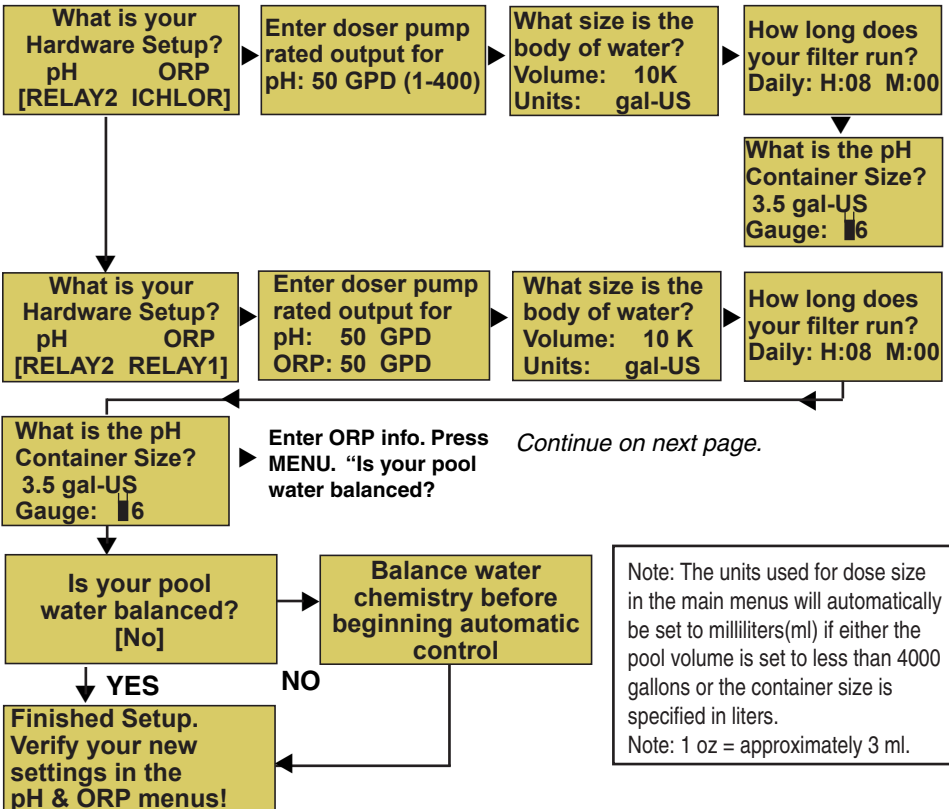 What is your
Hardware Setup?
pH ORP
[RELAY2 ICHLOR]
Enter doser pump
rated output for
pH: 50 GPD (1-400)
What size is the
body of water?
Volume: 10K
Units: gal-US
How long does
your filter run?
Daily: H:08 M:00
What is the pH
Container Size?
3.5 gal-US
Gauge: 6
What is your
Hardware Setup?
pH ORP
[RELAY2 RELAY1]
Enter doser pump
rated output for
pH: 50 GPD
ORP: 50 GPD
What size is the
body of water?
Volume: 10 K
Units: gal-US
How long does
your filter run?
Daily: H:08 M:00
What is the pH
Container Size?
3.5 gal-US
Gauge: 6
Enter ORP info. Press
MENU. “Is your pool
water balanced?
Continue on next page.
Is your pool
water balanced?
[No]
Balance water
chemistry before
beginning automatic
control
YES
NO
Finished Setup.
Verify your new
settings in the
pH & ORP menus!
Note: The units used for dose size
in the main menus will automatically
be set to milliliters(ml) if either the
pool volume is set to less than 4000
gallons or the container size is
specified in liters.
Note: 1 oz = approximately 3 ml.